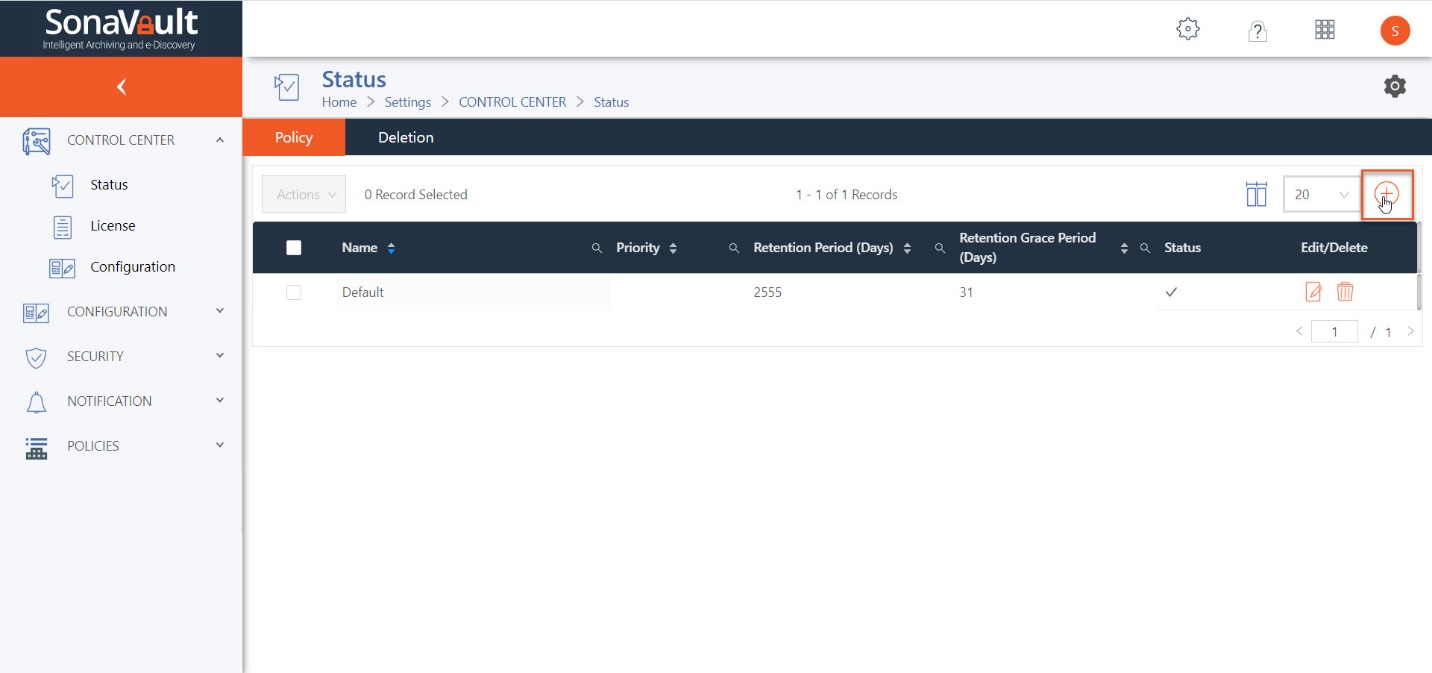 SonaVault
Intelligent Archiving and e-Discovery
?
S
Status
Home > Settings > CONTROL CENTER > Status
CONTROL CENTER
Status
License
Configuration
CONFIGURATION
SECURITY
NOTIFICATION
POLICIES
Policy Deletion
Actions 0 Record Selected 1 - 1 of 1 Records 20
Name Priority Retention Period (Days) Retention Grace Period (Days) Status Edit/Delete
Default 2555 31
< 1 / 1 >